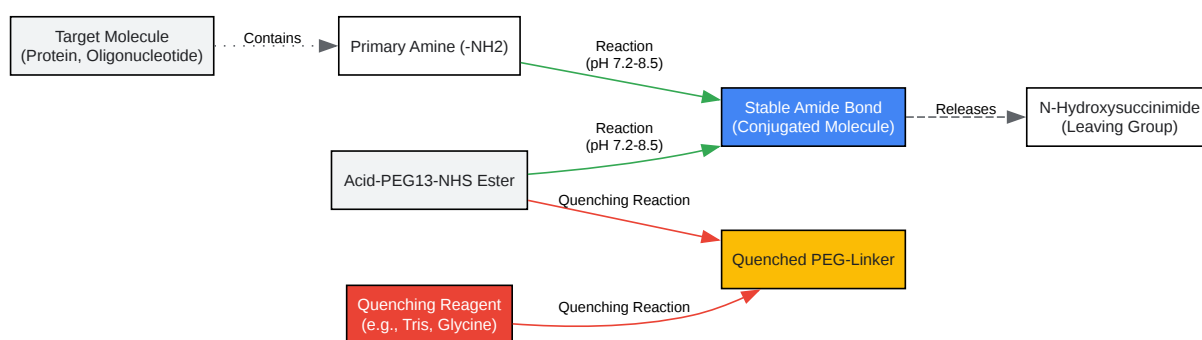 Target Molecule
(Protein, Oligonucleotide)
Contains
Primary Amine (-NH2)
Reaction
(pH 7.2-8.5)
Stable Amide Bond
(Conjugated Molecule)
Releases
N-Hydroxysuccinimide
(Leaving Group)
Reaction
(pH 7.2-8.5)
Acid-PEG13-NHS Ester
Quenching Reaction
Quenched PEG-Linker
Quenching Reagent
(e.g., Tris, Glycine)
Quenching Reaction